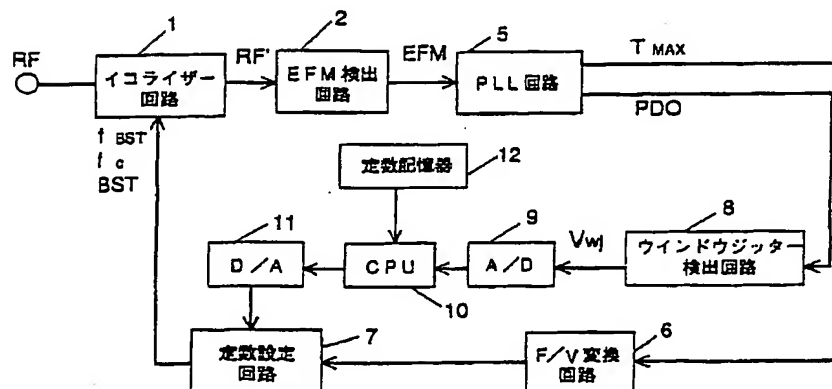 1
2
5
RF
RF'
EFM
T MAX
イコライザー
回路
EFM検出
回路
PLL回路
PDO
f BST
f c
BST
12
定数記憶器
11
9
8
D/A
CPU
A/D
Vwj
ウインドウジッター
検出回路
10
7
6
定数設定
回路
F/V変換
回路